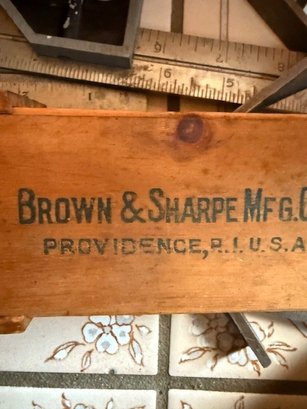 BROWN & SHARPE MFG.
PROVIDENCE, R.I. U.S.A